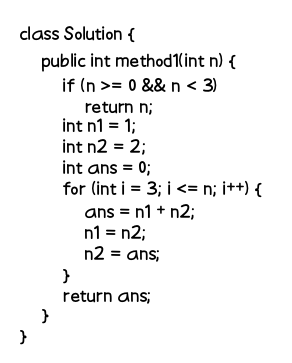 class Solution {
    public int method1(int n) {
        if (n >= 0 && n < 3)
            return n;
        int n1 = 1;
        int n2 = 2;
        int ans = 0;
        for (int i = 3; i <= n; i++) {
            ans = n1 + n2;
            n1 = n2;
            n2 = ans;
        }
        return ans;
    }
}